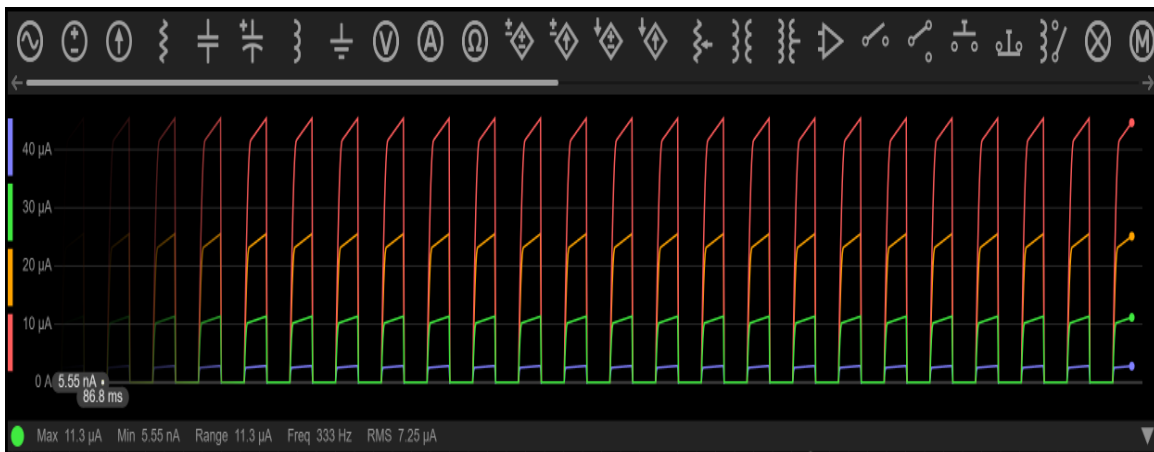 V A Ω M
40 µA
30 µA
20 µA
10 µA
0 A 5.55 nA
86.8 ms
Max 11.3 µA Min 5.55 nA Range 11.3 µA Freq 333 Hz RMS 7.25 µA